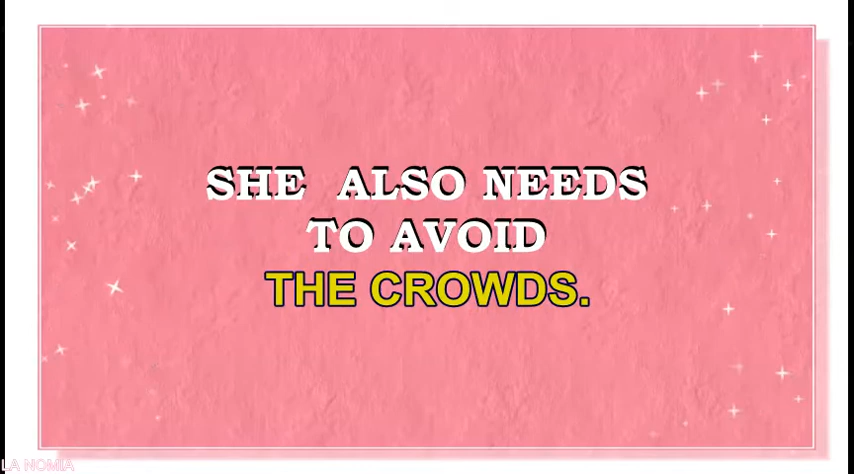 SHE ALSO NEEDS
TO AVOID
THE CROWDS.
LA NOMIA